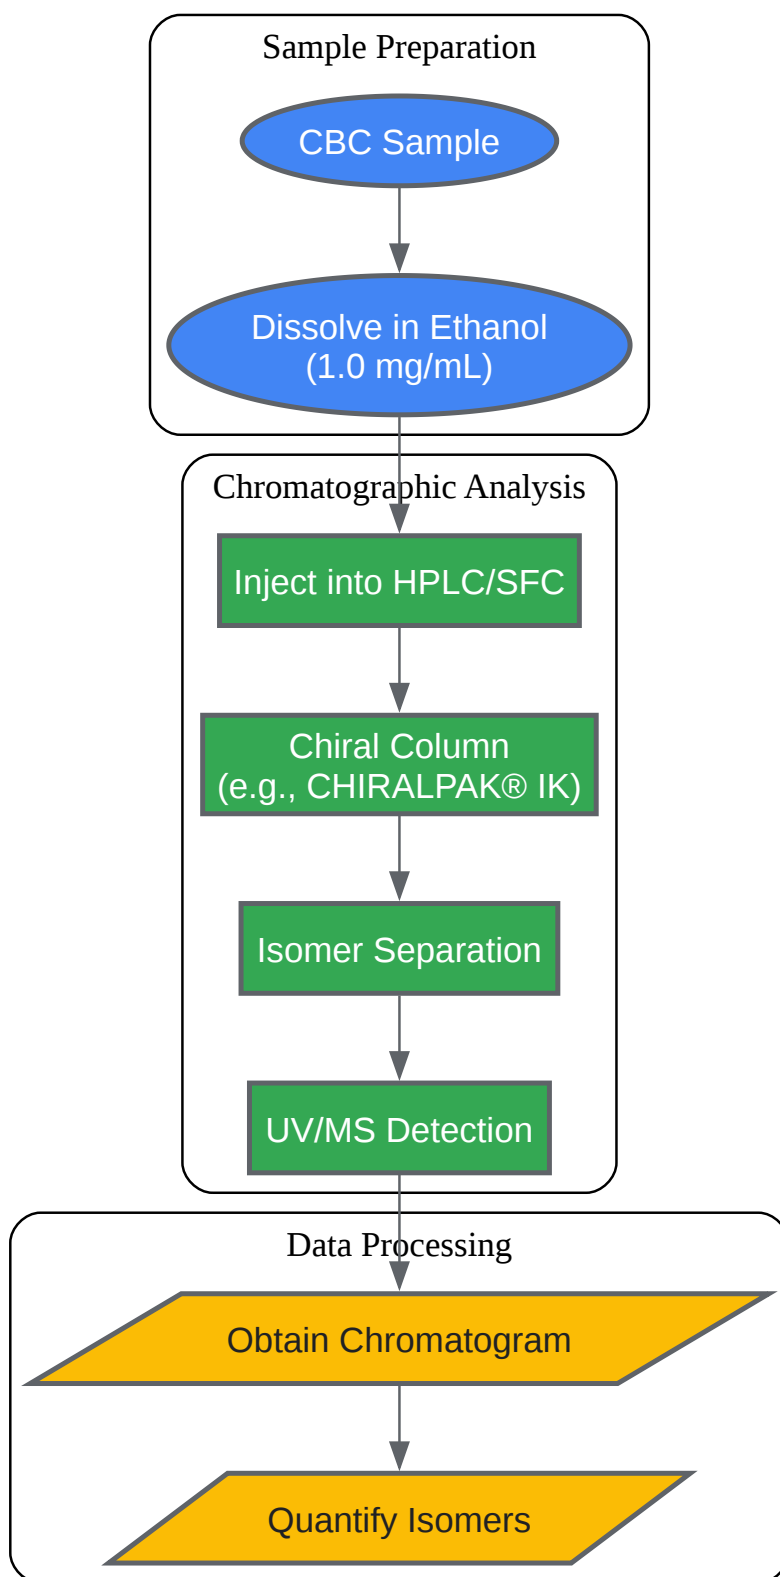 Sample Preparation
CBC Sample
Dissolve in Ethanol
(1.0 mg/mL)
Chromatographic Analysis
Inject into HPLC/SFC
Chiral Column
(e.g., CHIRALPAK® IK)
Isomer Separation
UV/MS Detection
Data Processing
Obtain Chromatogram
Quantify Isomers